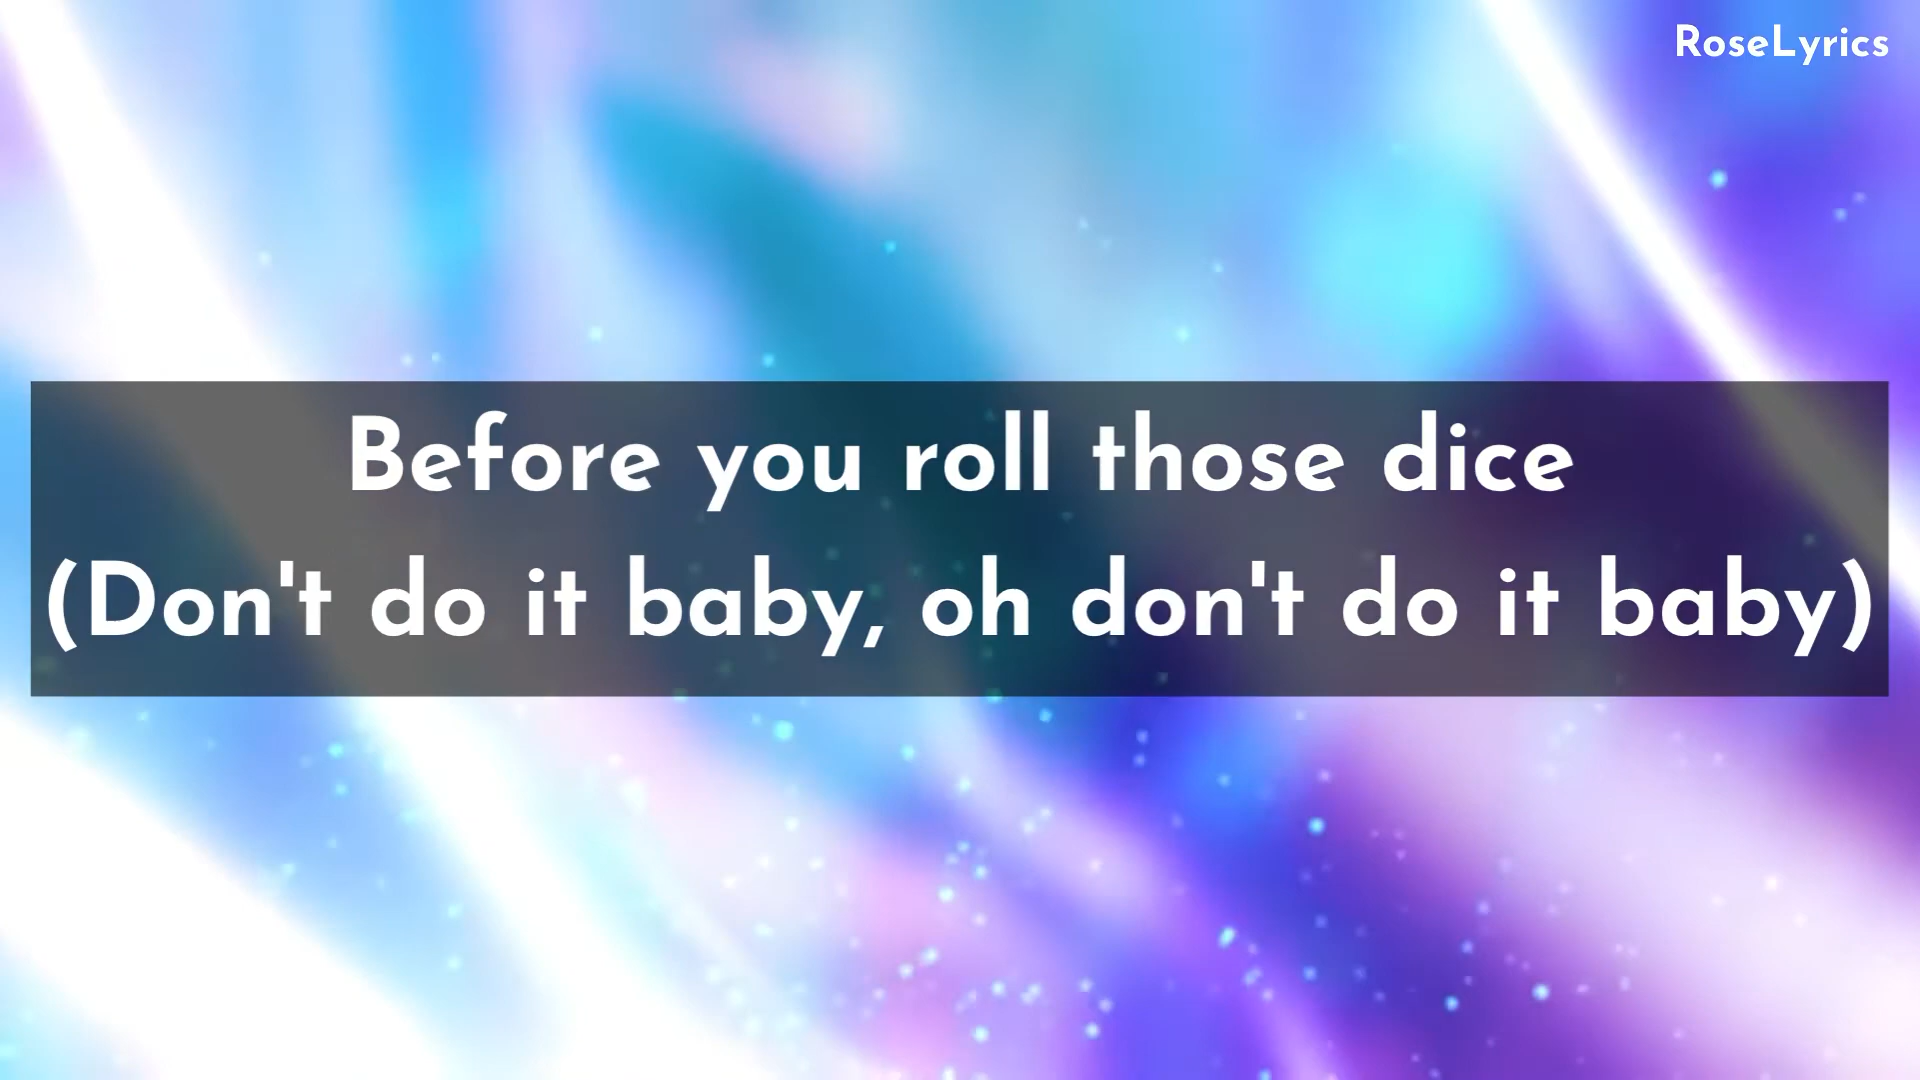 RoseLyrics
Before you roll those dice
(Don't do it baby, oh don't do it baby)